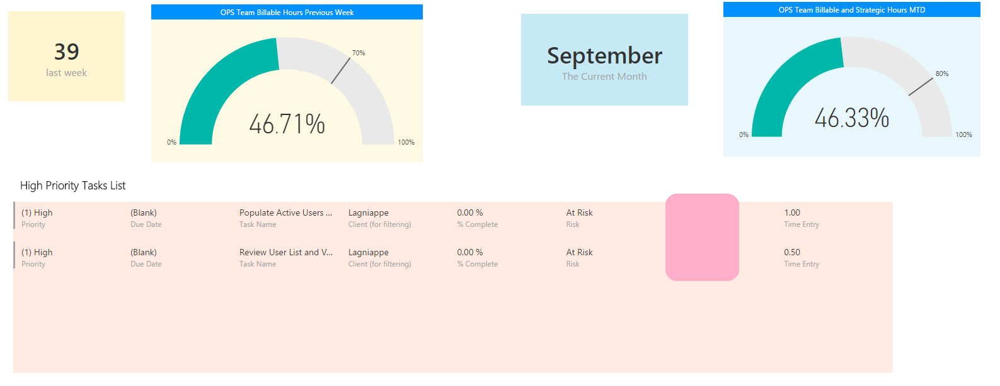 OPS Team Billable Hours Previous Week
39
last week
70%
46.71%
0%
100%
September
The Current Month
OPS Team Billable and Strategic Hours MTD
80%
46.33%
0%
100%
High Priority Tasks List
(1) High (Blank) Populate Active Users ... Lagniappe 0.00 % At Risk 1.00
Priority Due Date Task Name Client (for filtering) % Complete Risk Time Entry
(1) High (Blank) Review User List and V... Lagniappe 0.00 % At Risk 0.50
Priority Due Date Task Name Client (for filtering) % Complete Risk Time Entry